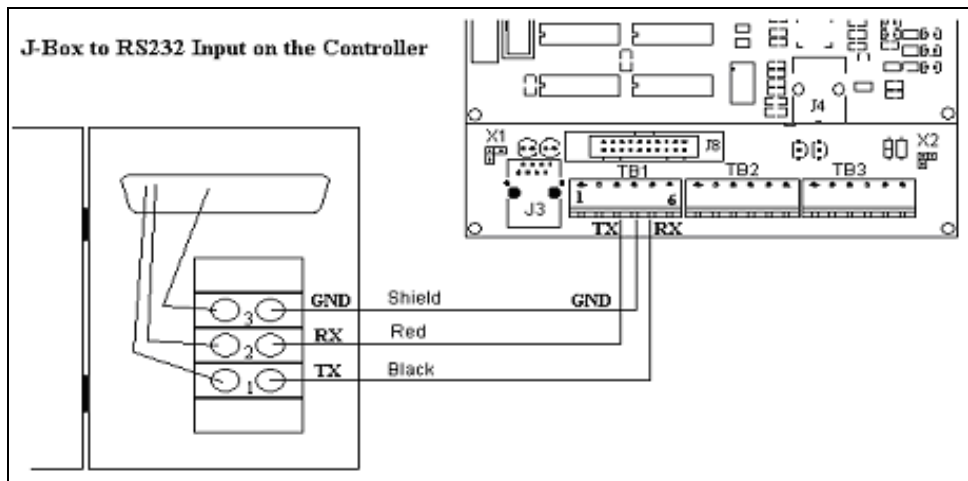 J-Box to RS232 Input on the Controller
J4
X1
J8
X2
TB1
TB2
TB3
J3
1
6
TX
RX
GND
Shield
GND
3
RX
Red
2
TX
Black
1